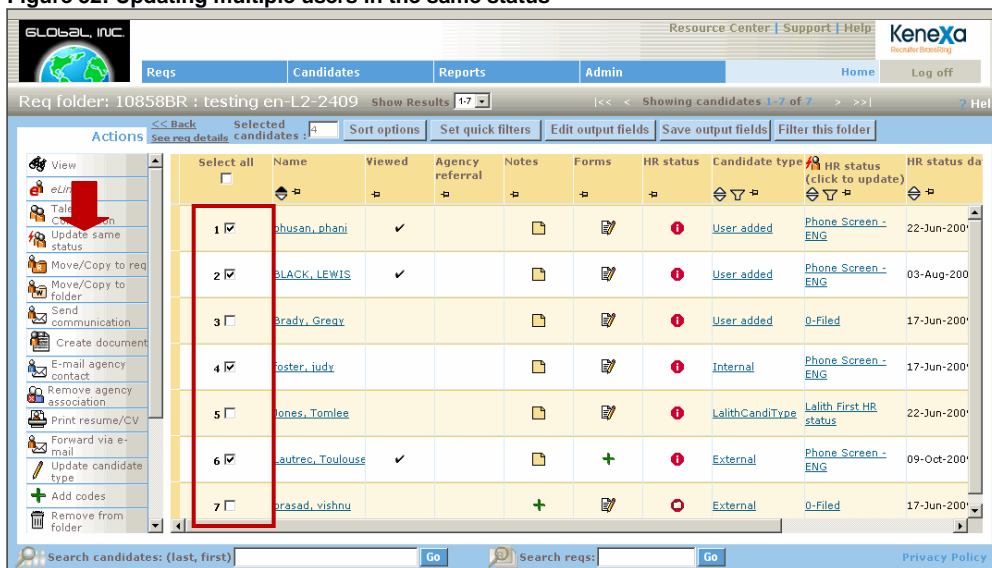 Figure 32: Updating multiple users in the same status
GLOBAL, INC.
Resource Center | Support | Help
Kenexa
Recruiter BrassRing
Reqs Candidates Reports Admin Home Log off
Req folder: 10858BR : testing en-L2-2409 Show Results 1-7 |<< < Showing candidates 1-7 of 7 > >>| ? Hel
Actions
<< Back
See req details
Selected
candidates : 4
Sort options Set quick filters Edit output fields Save output fields Filter this folder
View
eLin
Tale
Update same
status
Move/Copy to req
Move/Copy to
folder
Send
communication
Create document
E-mail agency
contact
Remove agency
association
Print resume/CV
Forward via e-
mail
Update candidate
type
Add codes
Remove from
folder
Select all Name Viewed Agency referral Notes Forms HR status Candidate type HR status (click to update) HR status da
1 bhusan, phani User added Phone Screen - ENG 22-Jun-200
2 BLACK, LEWIS User added Phone Screen - ENG 03-Aug-200
3 Brady, Gregy User added 0-Filed 17-Jun-200
4 foster, judy Internal Phone Screen - ENG 17-Jun-200
5 Jones, Tomlee LalithCandiType Lalith First HR status 22-Jun-200
6 Lautrec, Toulouse External Phone Screen - ENG 09-Oct-200
7 prasad, vishnu External 0-Filed 17-Jun-200
Search candidates: (last, first) Go Search reqs: Go Privacy Policy